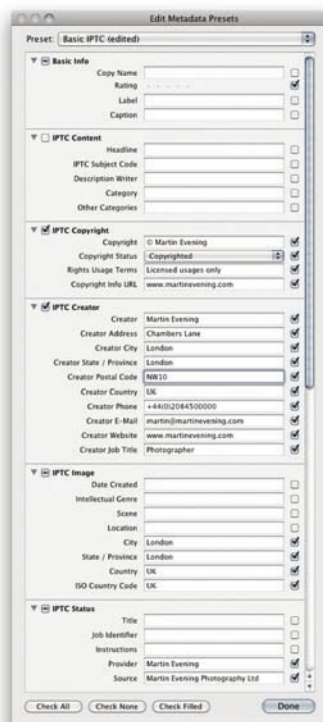 Edit Metadata Presets
Preset: Basic IPTC (edited)
Basic Info
Copy Name
Rating
Label
Caption
IPTC Content
Headline
IPTC Subject Code
Description Writer
Category
Other Categories
IPTC Copyright
Copyright © Martin Evening
Copyright Status Copyrighted
Rights Usage Terms Licensed usages only
Copyright Info URL www.martinevening.com
IPTC Creator
Creator Martin Evening
Creator Address Chambers Lane
Creator City London
Creator State / Province London
Creator Postal Code NW10
Creator Country UK
Creator Phone +44(0)2084500000
Creator E-Mail martin@martinevening.com
Creator Website www.martinevening.com
Creator Job Title Photographer
IPTC Image
Date Created
Intellectual Genre
Scene
Location
City London
State / Province London
Country UK
ISO Country Code UK
IPTC Status
Title
Job Identifier
Instructions
Provider Martin Evening
Source Martin Evening Photography Ltd
Check All Check None Check Filled Done